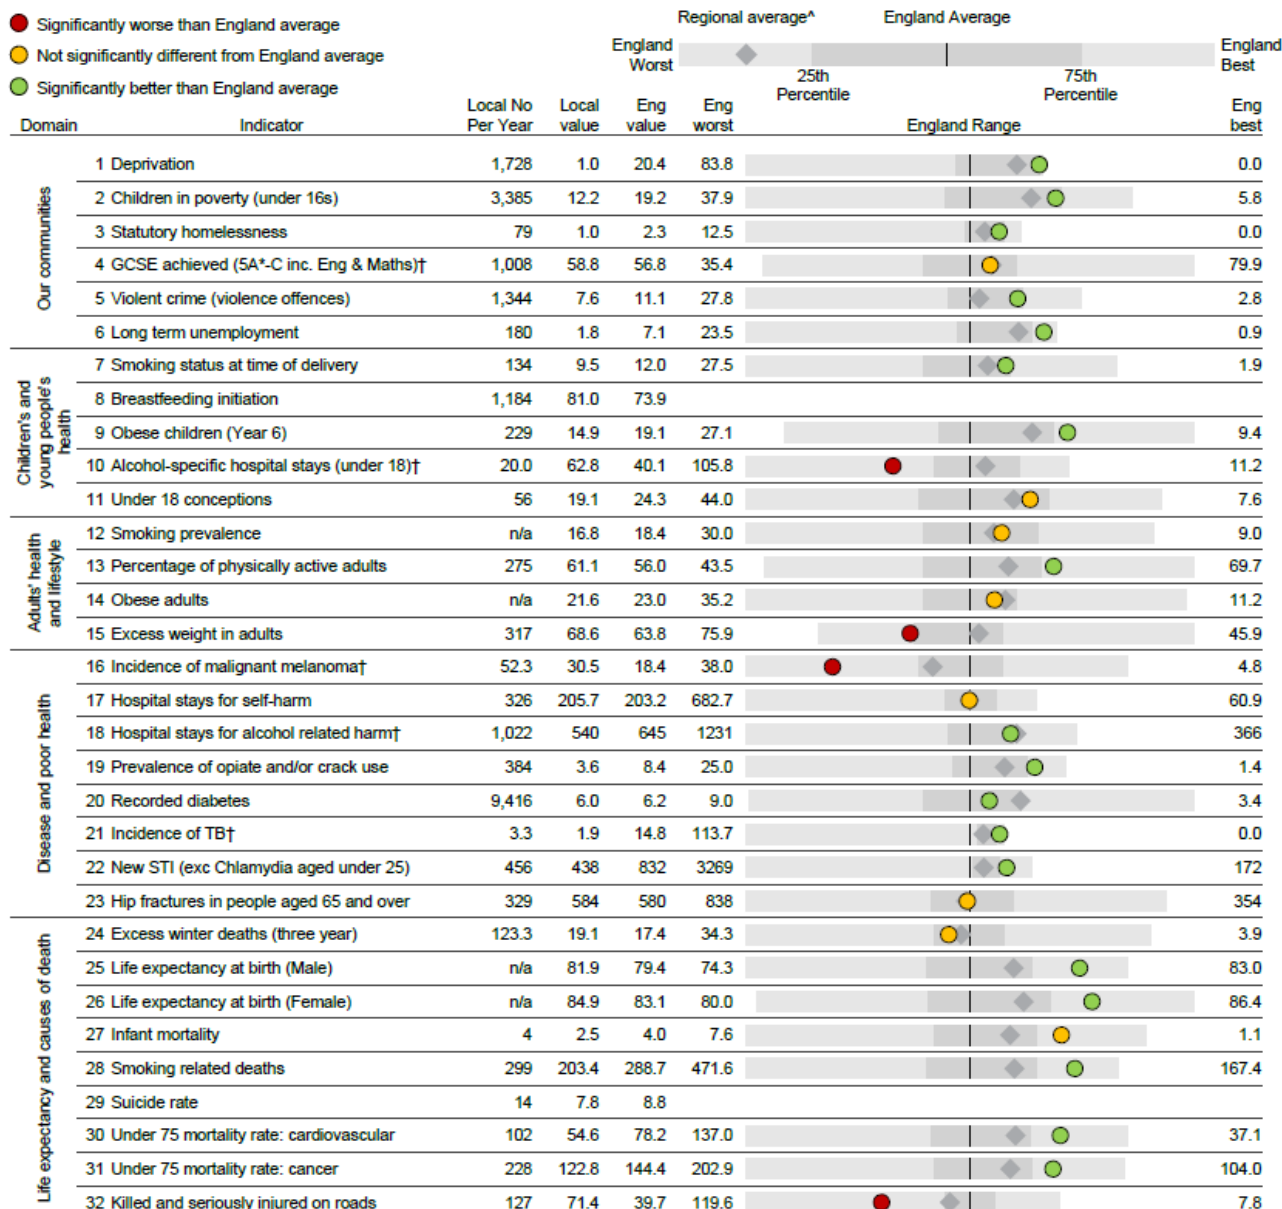 Significantly worse than England average
Not significantly different from England average
Significantly better than England average
Regional average^ England Average
England Worst England Best
25th Percentile 75th Percentile
Domain Indicator Local No Per Year Local value Eng value Eng worst England Range Eng best
Our communities
1 Deprivation 1,728 1.0 20.4 83.8 0.0
2 Children in poverty (under 16s) 3,385 12.2 19.2 37.9 5.8
3 Statutory homelessness 79 1.0 2.3 12.5 0.0
4 GCSE achieved (5A*-C inc. Eng & Maths)† 1,008 58.8 56.8 35.4 79.9
5 Violent crime (violence offences) 1,344 7.6 11.1 27.8 2.8
6 Long term unemployment 180 1.8 7.1 23.5 0.9
Children's and young people's health
7 Smoking status at time of delivery 134 9.5 12.0 27.5 1.9
8 Breastfeeding initiation 1,184 81.0 73.9
9 Obese children (Year 6) 229 14.9 19.1 27.1 9.4
10 Alcohol-specific hospital stays (under 18)† 20.0 62.8 40.1 105.8 11.2
11 Under 18 conceptions 56 19.1 24.3 44.0 7.6
Adults' health and lifestyle
12 Smoking prevalence n/a 16.8 18.4 30.0 9.0
13 Percentage of physically active adults 275 61.1 56.0 43.5 69.7
14 Obese adults n/a 21.6 23.0 35.2 11.2
15 Excess weight in adults 317 68.6 63.8 75.9 45.9
Disease and poor health
16 Incidence of malignant melanoma† 52.3 30.5 18.4 38.0 4.8
17 Hospital stays for self-harm 326 205.7 203.2 682.7 60.9
18 Hospital stays for alcohol related harm† 1,022 540 645 1231 366
19 Prevalence of opiate and/or crack use 384 3.6 8.4 25.0 1.4
20 Recorded diabetes 9,416 6.0 6.2 9.0 3.4
21 Incidence of TB† 3.3 1.9 14.8 113.7 0.0
22 New STI (exc Chlamydia aged under 25) 456 438 832 3269 172
23 Hip fractures in people aged 65 and over 329 584 580 838 354
Life expectancy and causes of death
24 Excess winter deaths (three year) 123.3 19.1 17.4 34.3 3.9
25 Life expectancy at birth (Male) n/a 81.9 79.4 74.3 83.0
26 Life expectancy at birth (Female) n/a 84.9 83.1 80.0 86.4
27 Infant mortality 4 2.5 4.0 7.6 1.1
28 Smoking related deaths 299 203.4 288.7 471.6 167.4
29 Suicide rate 14 7.8 8.8
30 Under 75 mortality rate: cardiovascular 102 54.6 78.2 137.0 37.1
31 Under 75 mortality rate: cancer 228 122.8 144.4 202.9 104.0
32 Killed and seriously injured on roads 127 71.4 39.7 119.6 7.8